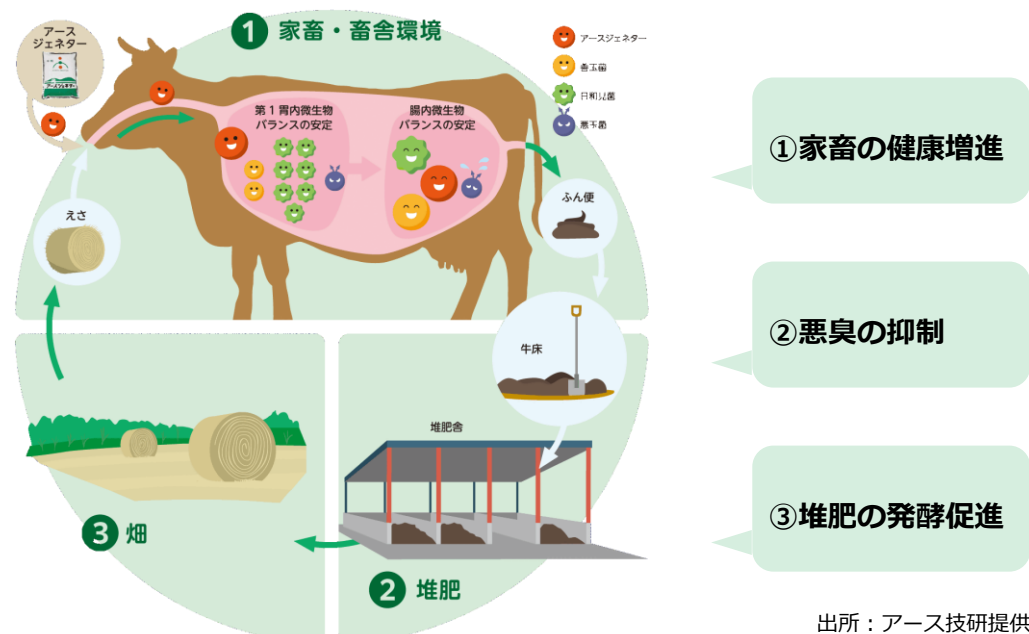 アース
ジェネター
❶ 家畜・畜舎環境
アースジェネター
善玉菌
日和見菌
悪玉菌
第1胃内微生物
バランスの安定
腸内微生物
バランスの安定
えさ
ふん便
牛床
堆肥舎
❸ 畑
❷ 堆肥
①家畜の健康増進
②悪臭の抑制
③堆肥の発酵促進
出所：アース技研提供